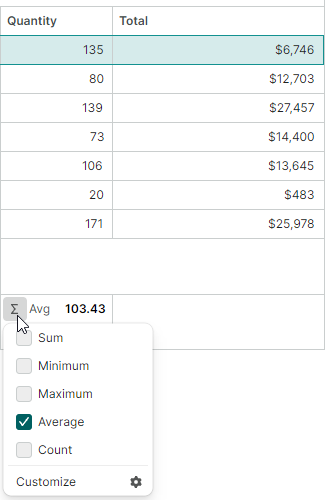 Quantity Total
135 $6,746
80 $12,703
139 $27,457
73 $14,400
106 $13,645
20 $483
171 $25,978
Σ Avg 103.43
Sum
Minimum
Maximum
Average
Count
Customize